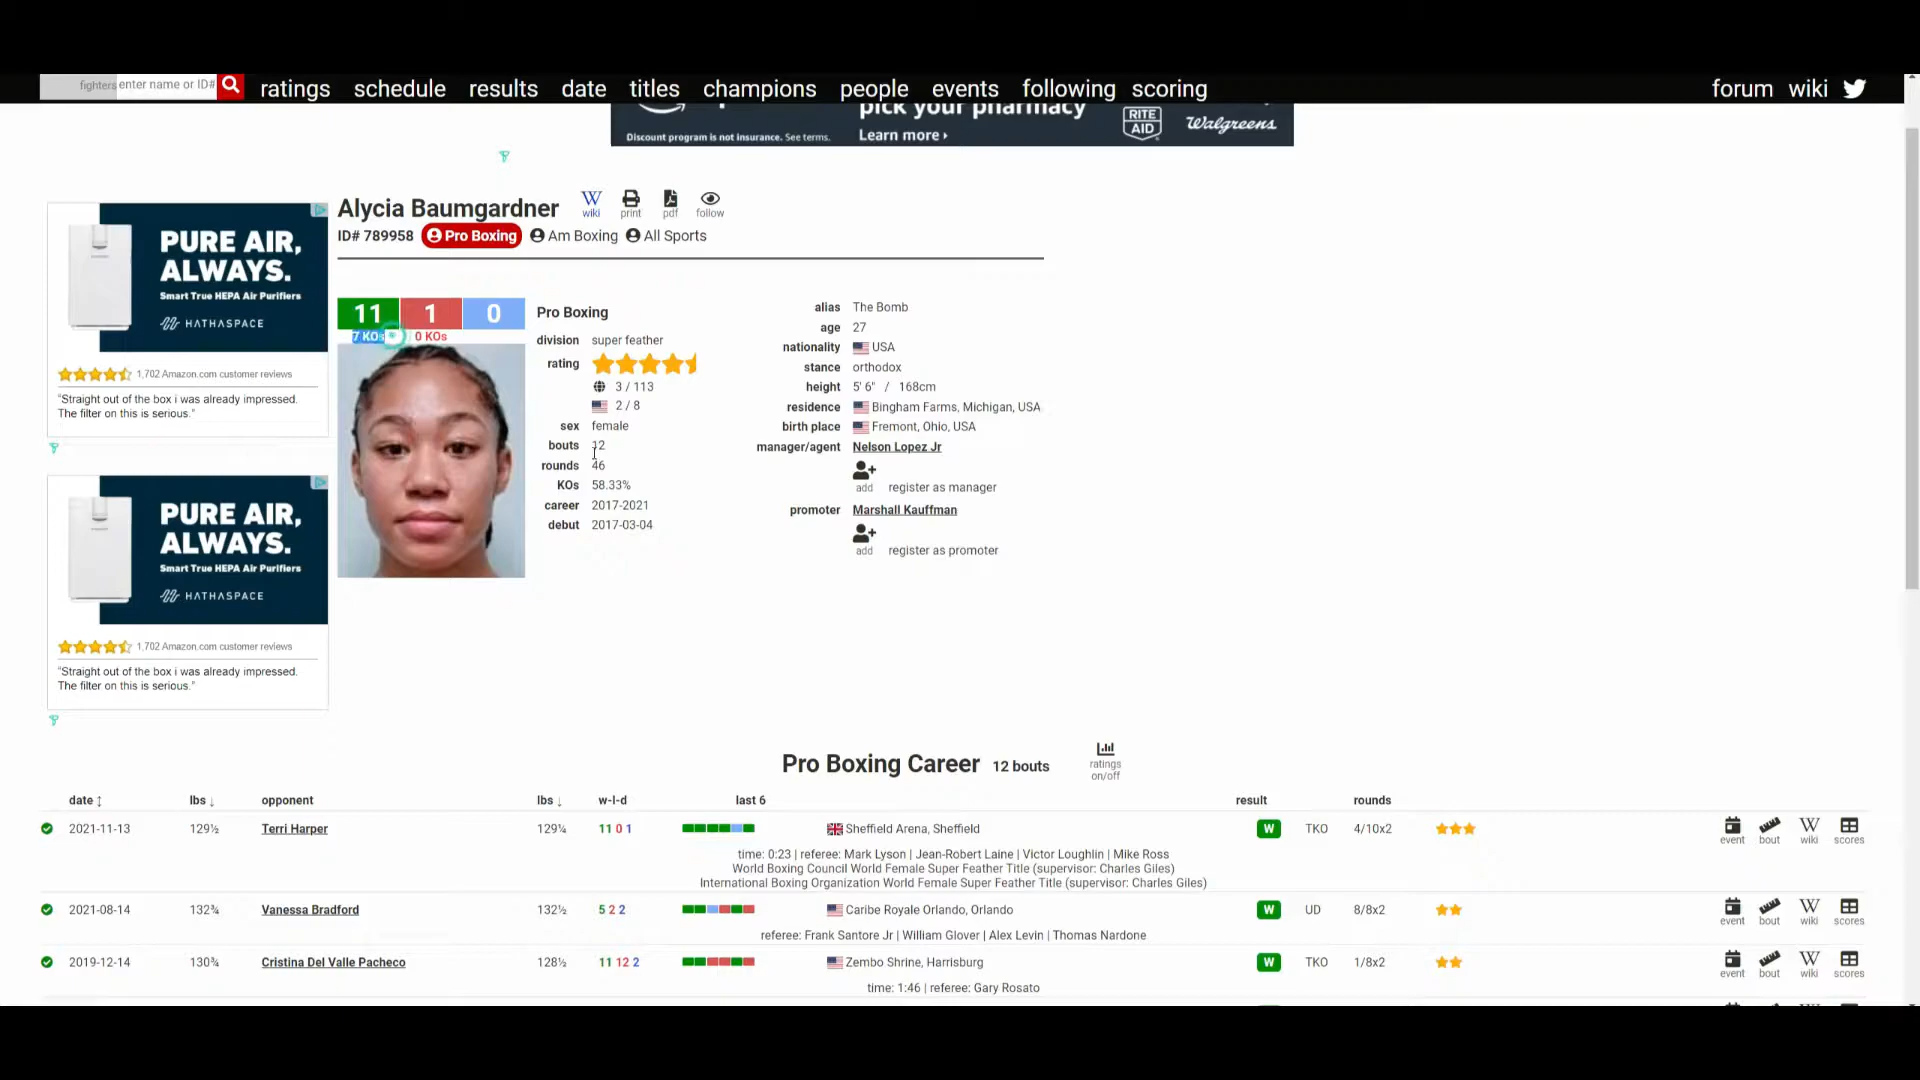 fighters enter name or ID# ratings schedule results date titles champions people events following scoring forum wiki
pick your pharmacy
Discount program is not insurance. See terms. Learn more › RITE AID Walgreens
Alycia Baumgardner wiki print pdf follow
ID# 789958 Pro Boxing Am Boxing All Sports
PURE AIR,
ALWAYS.
Smart True HEPA Air Purifiers
HATHASPACE
1,702 Amazon.com customer reviews
“Straight out of the box i was already impressed.
The filter on this is serious.”
PURE AIR,
ALWAYS.
Smart True HEPA Air Purifiers
HATHASPACE
1,702 Amazon.com customer reviews
“Straight out of the box i was already impressed.
The filter on this is serious.”
11 1 0
7 KOs 0 KOs
Pro Boxing
division super feather
rating
3 / 113
2 / 8
sex female
bouts 12
rounds 46
KOs 58.33%
career 2017-2021
debut 2017-03-04
alias The Bomb
age 27
nationality USA
stance orthodox
height 5' 6" / 168cm
residence Bingham Farms, Michigan, USA
birth place Fremont, Ohio, USA
manager/agent Nelson Lopez Jr
add register as manager
promoter Marshall Kauffman
add register as promoter
Pro Boxing Career 12 bouts ratings on/off
date lbs opponent lbs w-l-d last 6 result rounds
2021-11-13 129½ Terri Harper 129¼ 11 0 1 Sheffield Arena, Sheffield W TKO 4/10x2 event bout wiki scores
time: 0:23 | referee: Mark Lyson | Jean-Robert Laine | Victor Loughlin | Mike Ross
World Boxing Council World Female Super Feather Title (supervisor: Charles Giles)
International Boxing Organization World Female Super Feather Title (supervisor: Charles Giles)
2021-08-14 132¾ Vanessa Bradford 132½ 5 2 2 Caribe Royale Orlando, Orlando W UD 8/8x2 event bout wiki scores
referee: Frank Santore Jr | William Glover | Alex Levin | Thomas Nardone
2019-12-14 130¾ Cristina Del Valle Pacheco 128½ 11 12 2 Zembo Shrine, Harrisburg W TKO 1/8x2 event bout wiki scores
time: 1:46 | referee: Gary Rosato